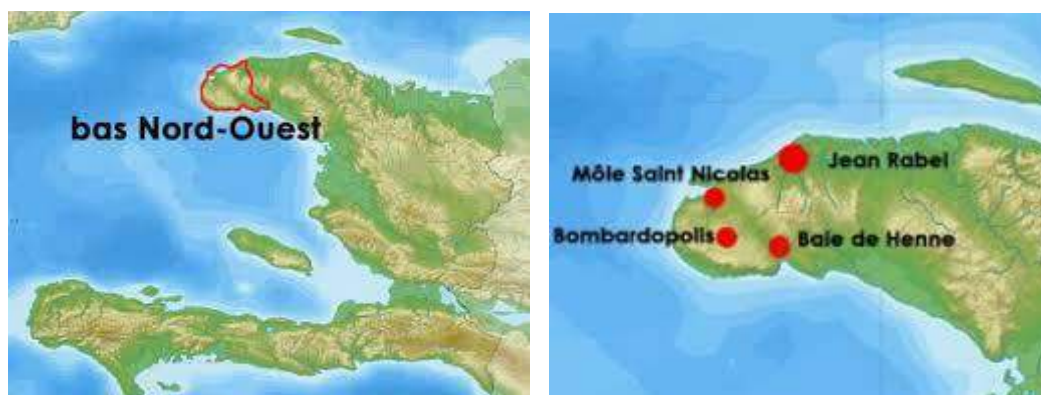 bas Nord-Ouest
Jean Rabel
Môle Saint Nicolas
Bombardopolis
Baie de Henne